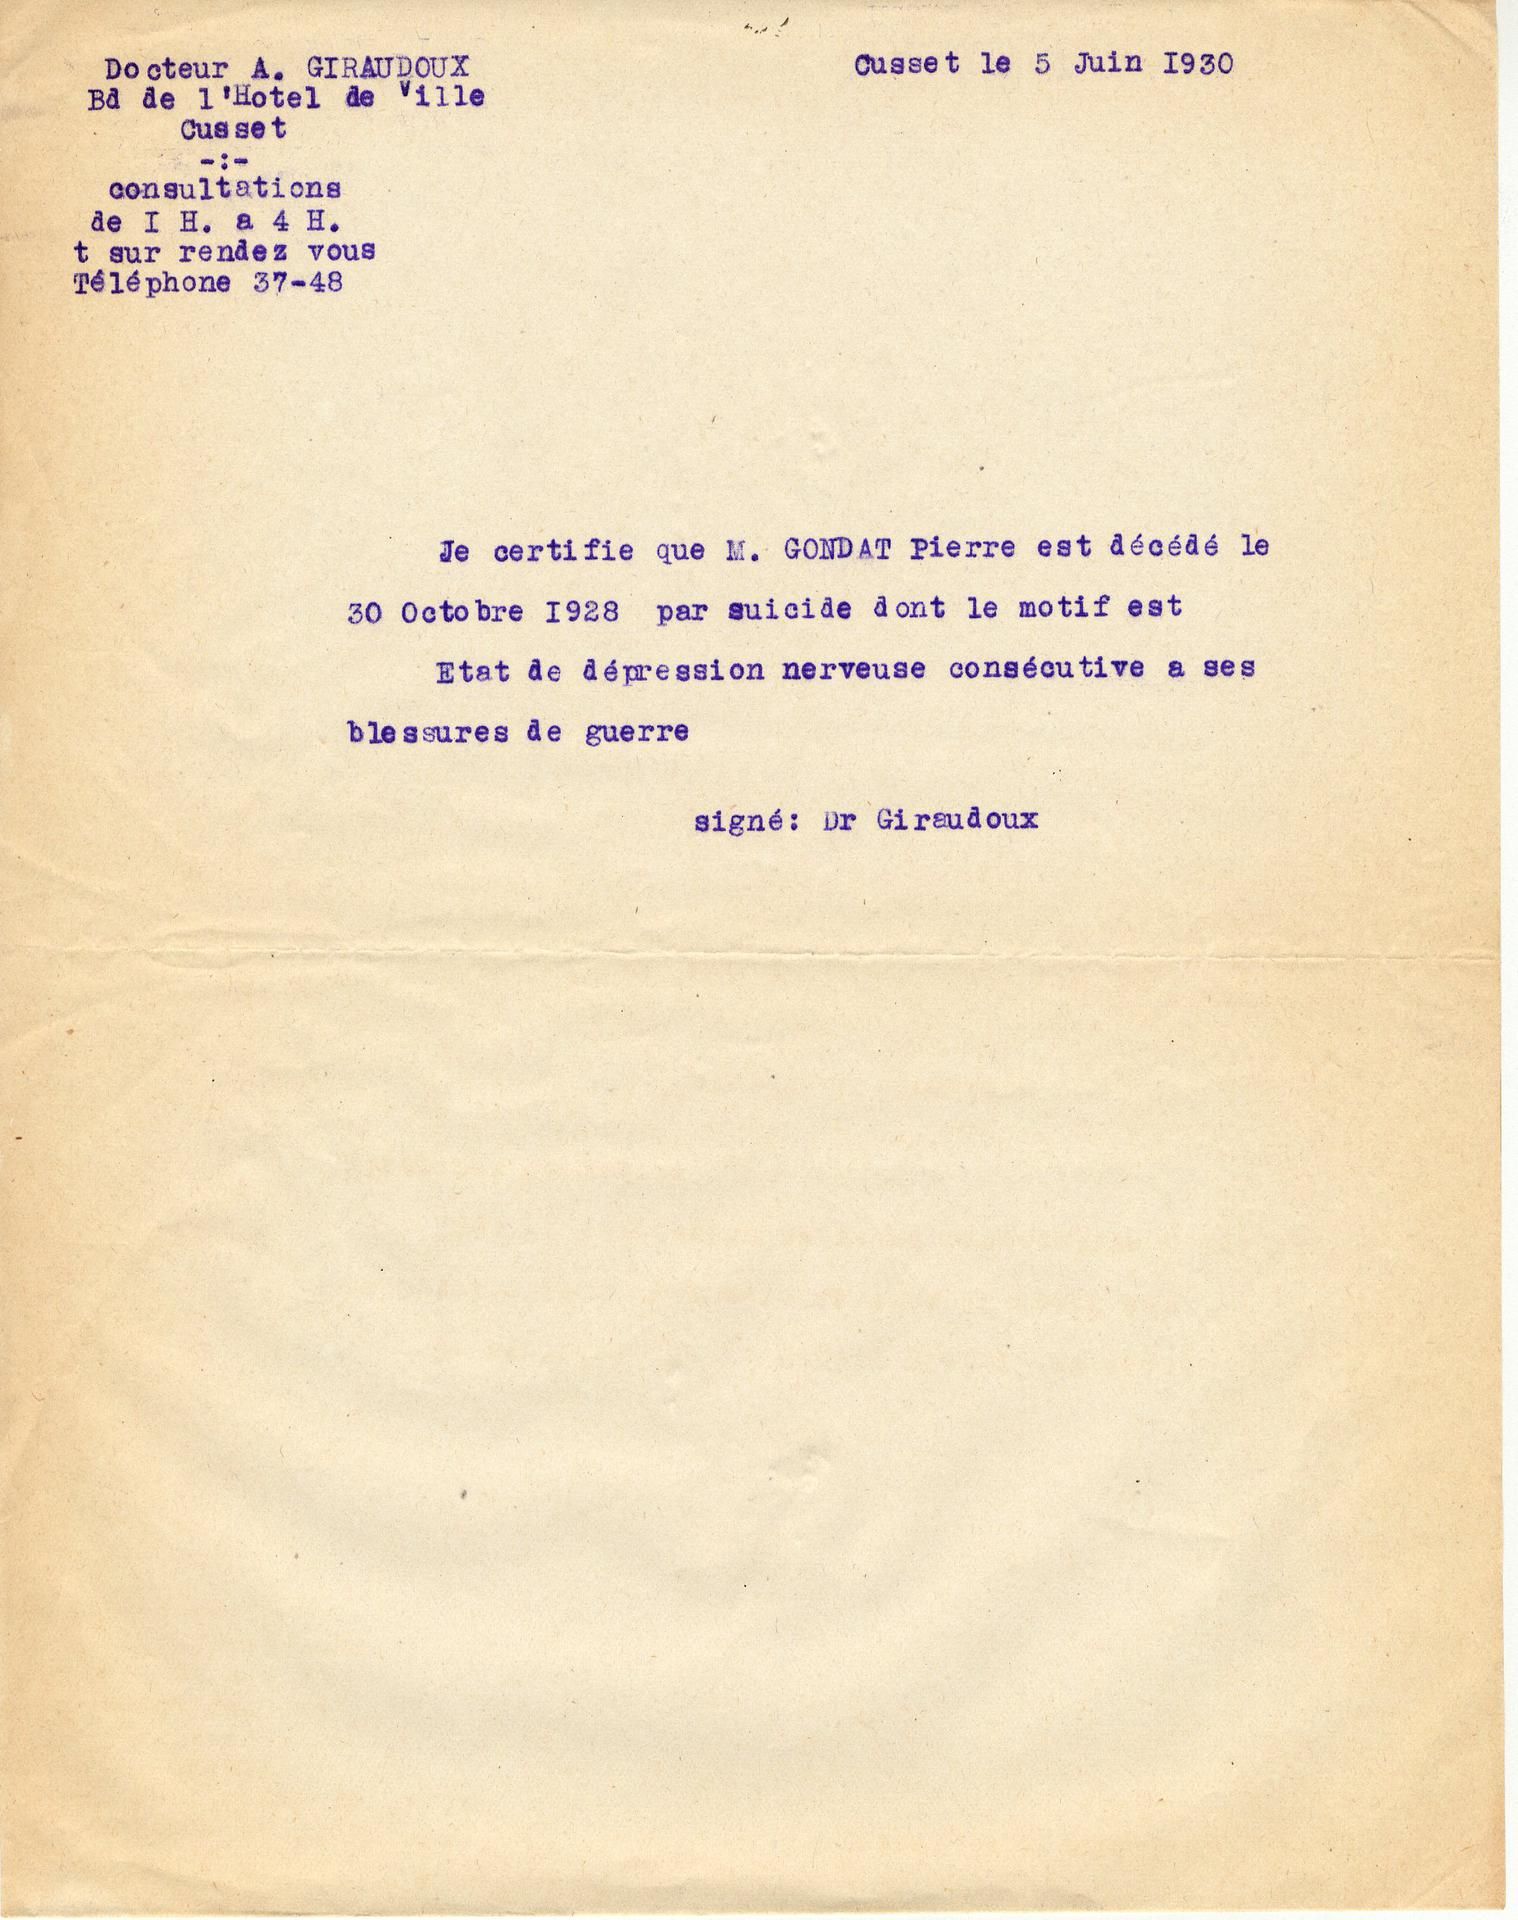 Docteur A. GIRAUDOUX
Bd de l'Hotel de Ville
Cusset
-:-
consultations
de I H. a 4 H.
t sur rendez vous
Téléphone 37-48
Cusset le 5 Juin I930
Je certifie que M. GONDAT Pierre est décédé le
30 Octobre I928 par suicide dont le motif est
Etat de dépression nerveuse consécutive a ses
blessures de guerre
signé: Dr Giraudoux